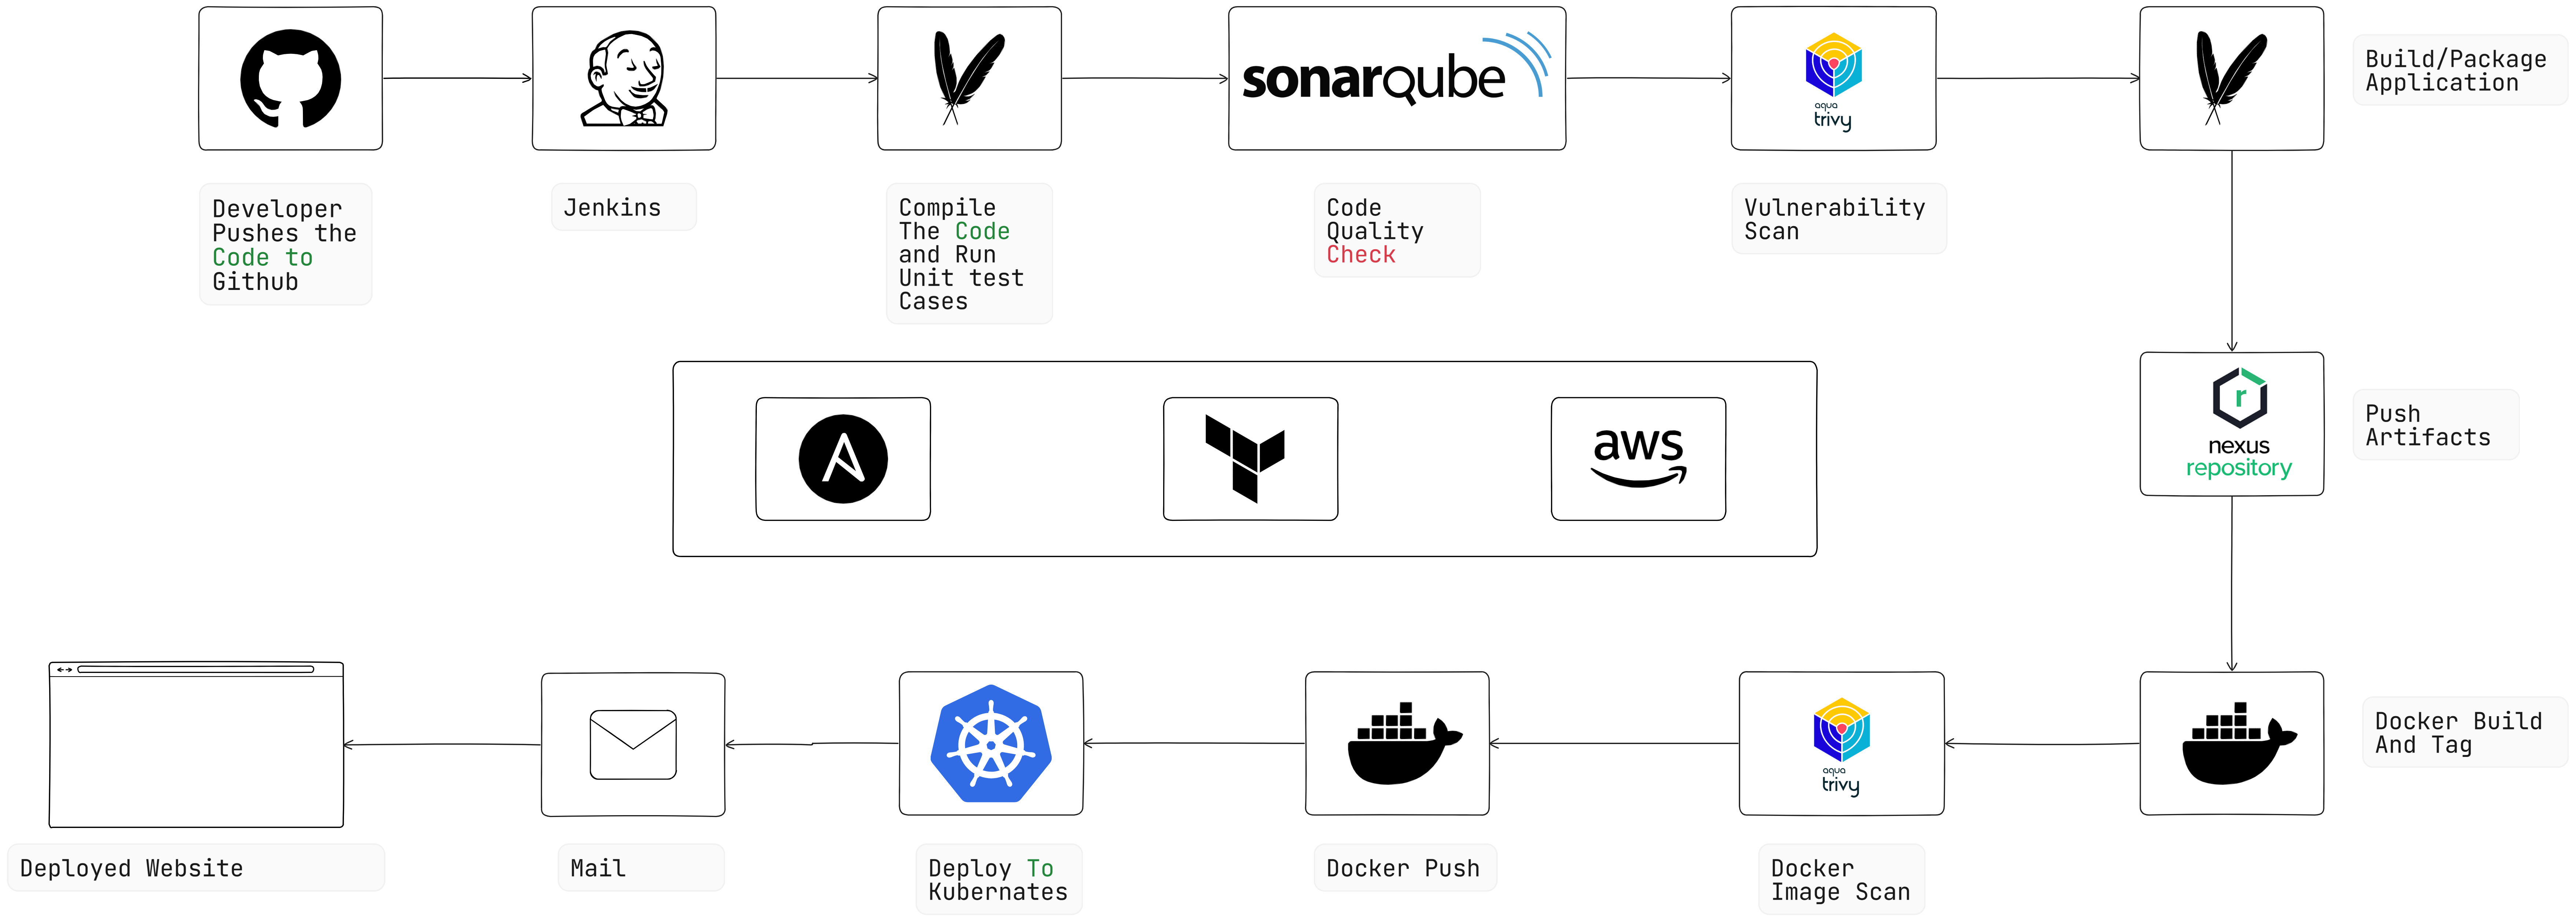 sonarqube
aqua
trivy
Build/Package
Application
Developer
Pushes the
Code to
Github
Jenkins
Compile
The Code
and Run
Unit test
Cases
Code
Quality
Check
Vulnerability
Scan
aws
r
nexus
repository
Push
Artifacts
aqua
trivy
Docker Build
And Tag
Deployed Website
Mail
Deploy To
Kubernates
Docker Push
Docker
Image Scan